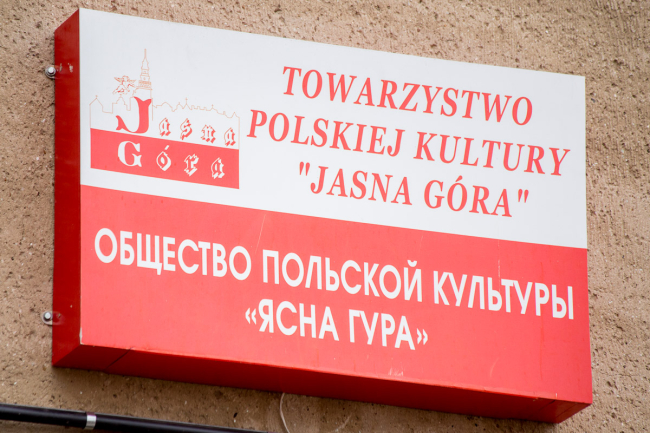 Jasna
Góra
TOWARZYSTWO
POLSKIEJ KULTURY
"JASNA GÓRA"
ОБЩЕСТВО ПОЛЬСКОЙ КУЛЬТУРЫ
«ЯСНА ГУРА»